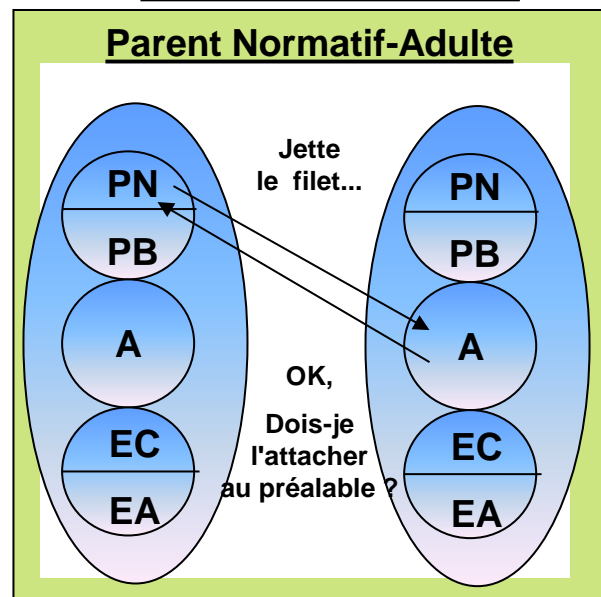 Parent Normatif-Adulte
Jette
le filet...
PN
PB
A
EC
EA
PN
PB
A
EC
EA
OK,
Dois-je
l'attacher
au préalable ?